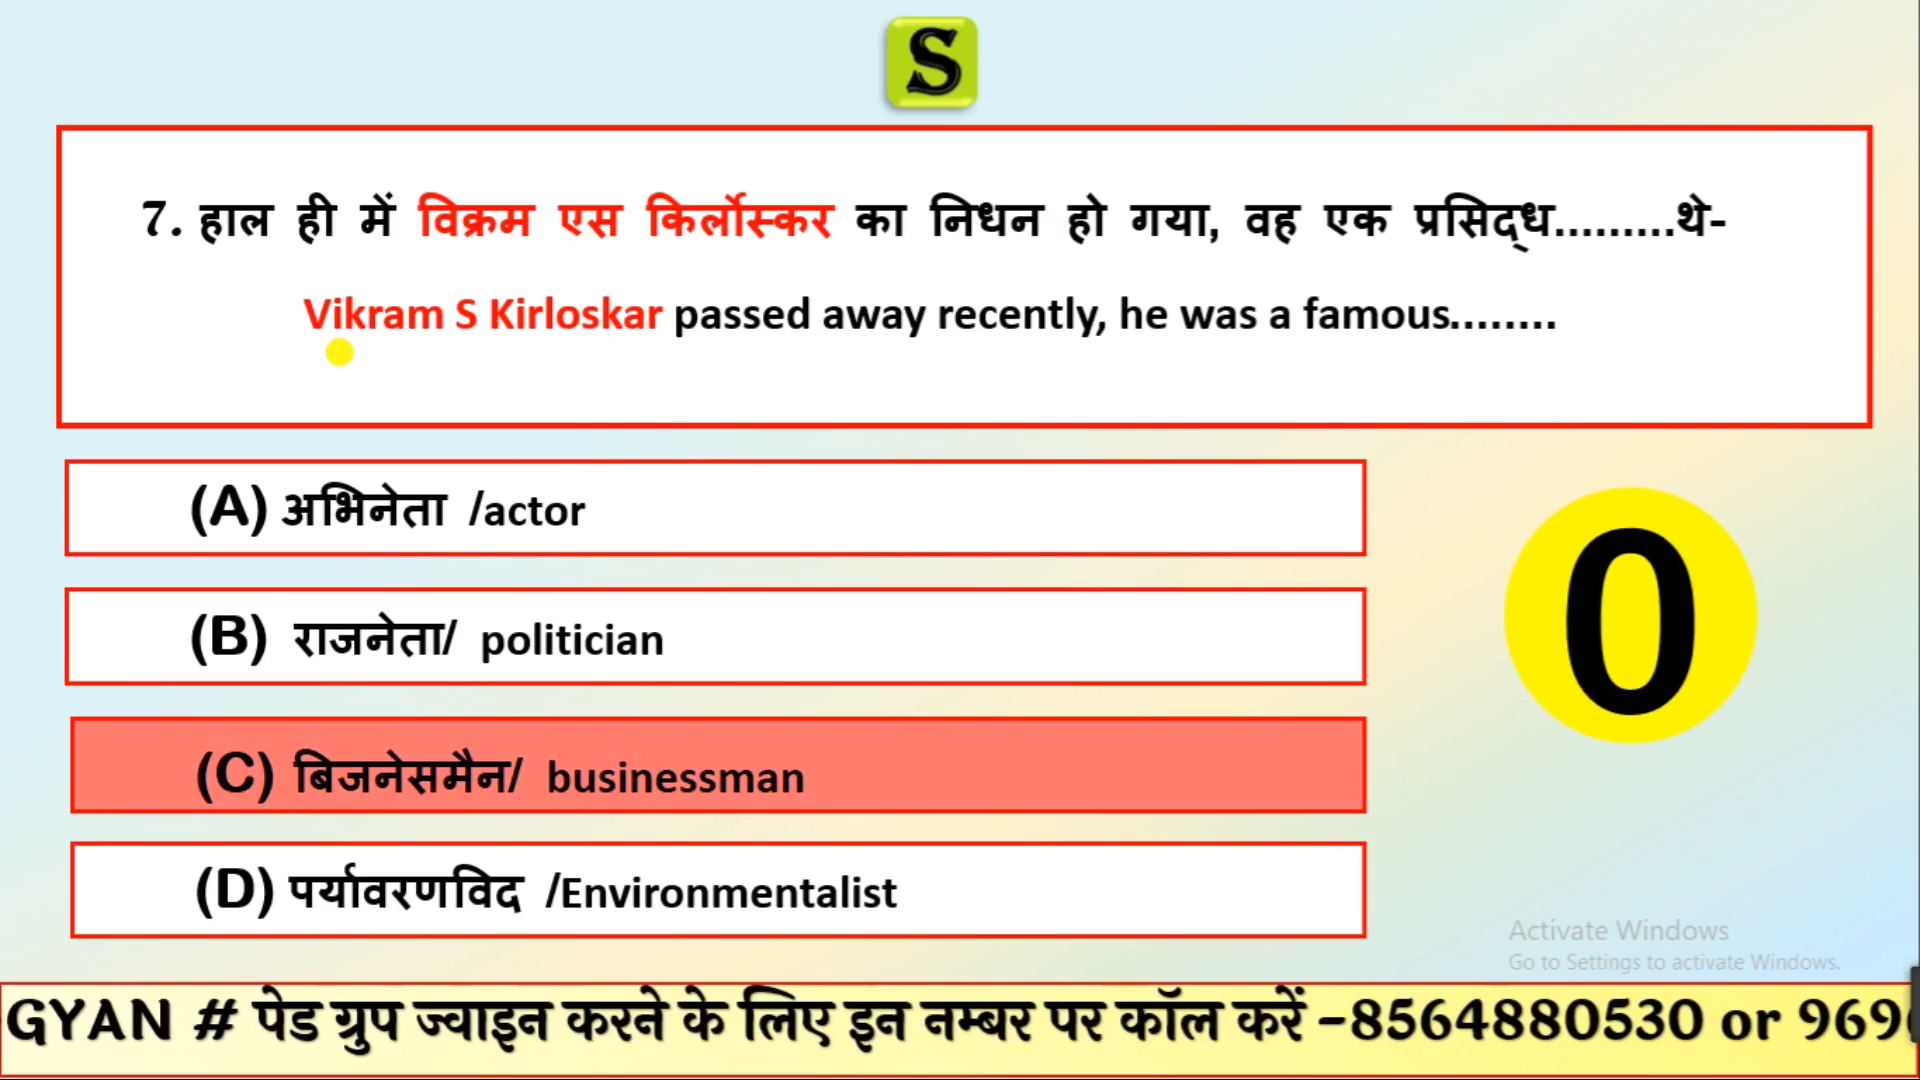 S
7. हाल ही में विक्रम एस किर्लोस्कर का निधन हो गया, वह एक प्रसिद्ध.........थे-
Vikram S Kirloskar passed away recently, he was a famous........
(A) अभिनेता /actor
(B) राजनेता/ politician
(C) बिजनेसमैन/ businessman
(D) पर्यावरणविद /Environmentalist
0
Activate Windows
Go to Settings to activate Windows.
GYAN # पेड ग्रुप ज्वाइन करने के लिए इन नम्बर पर कॉल करें -8564880530 or 969